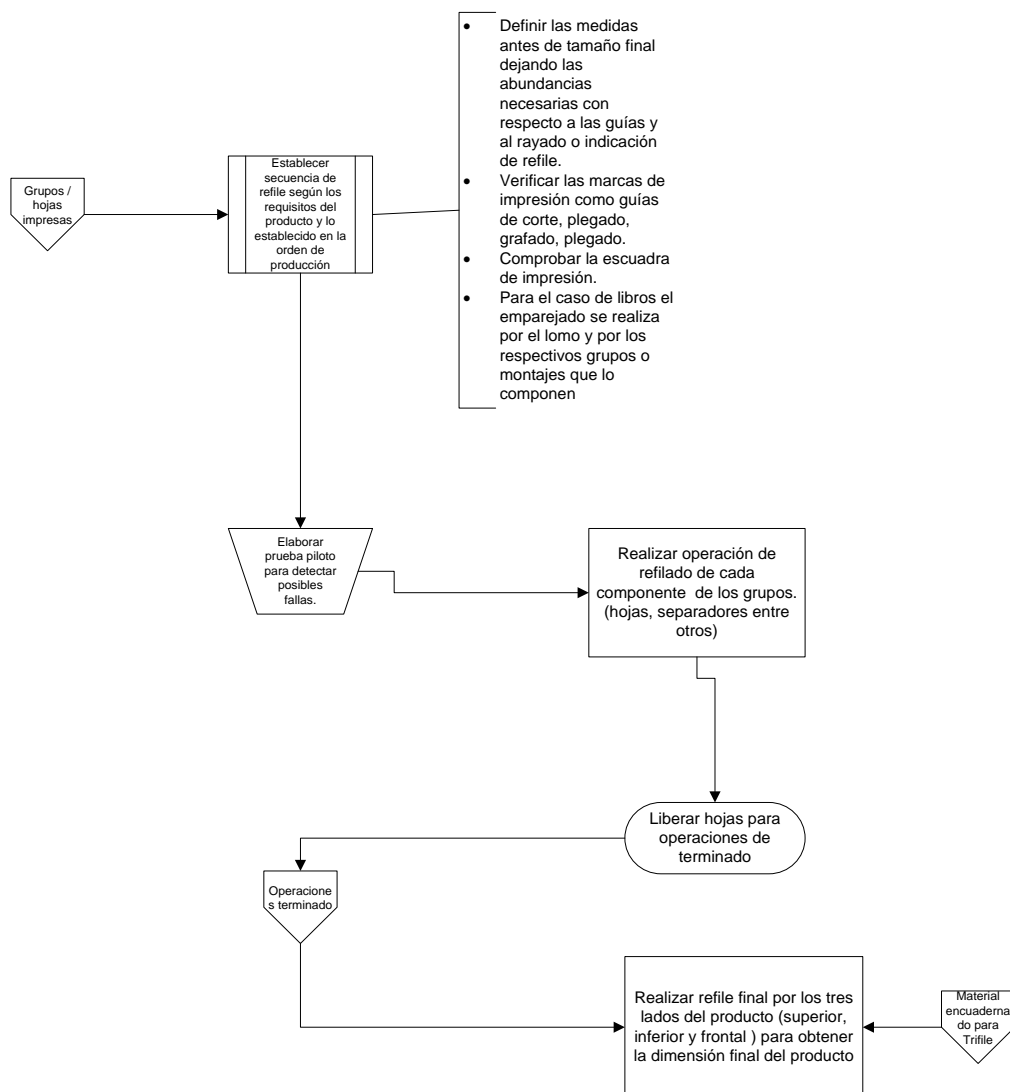 Grupos /
hojas
impresas
Establecer
secuencia de
refile según los
requisitos del
producto y lo
establecido en la
orden de
producción
• Definir las medidas
antes de tamaño final
dejando las
abundancias
necesarias con
respecto a las guías y
al rayado o indicación
de refile.
• Verificar las marcas de
impresión como guías
de corte, plegado,
grafado, plegado.
• Comprobar la escuadra
de impresión.
• Para el caso de libros el
emparejado se realiza
por el lomo y por los
respectivos grupos o
montajes que lo
componen
Elaborar
prueba piloto
para detectar
posibles
fallas.
Realizar operación de
refilado de cada
componente de los grupos.
(hojas, separadores entre
otros)
Liberar hojas para
operaciones de
terminado
Operacione
s terminado
Realizar refile final por los tres
lados del producto (superior,
inferior y frontal ) para obtener
la dimensión final del producto
Material
encuaderna
do para
Trifile